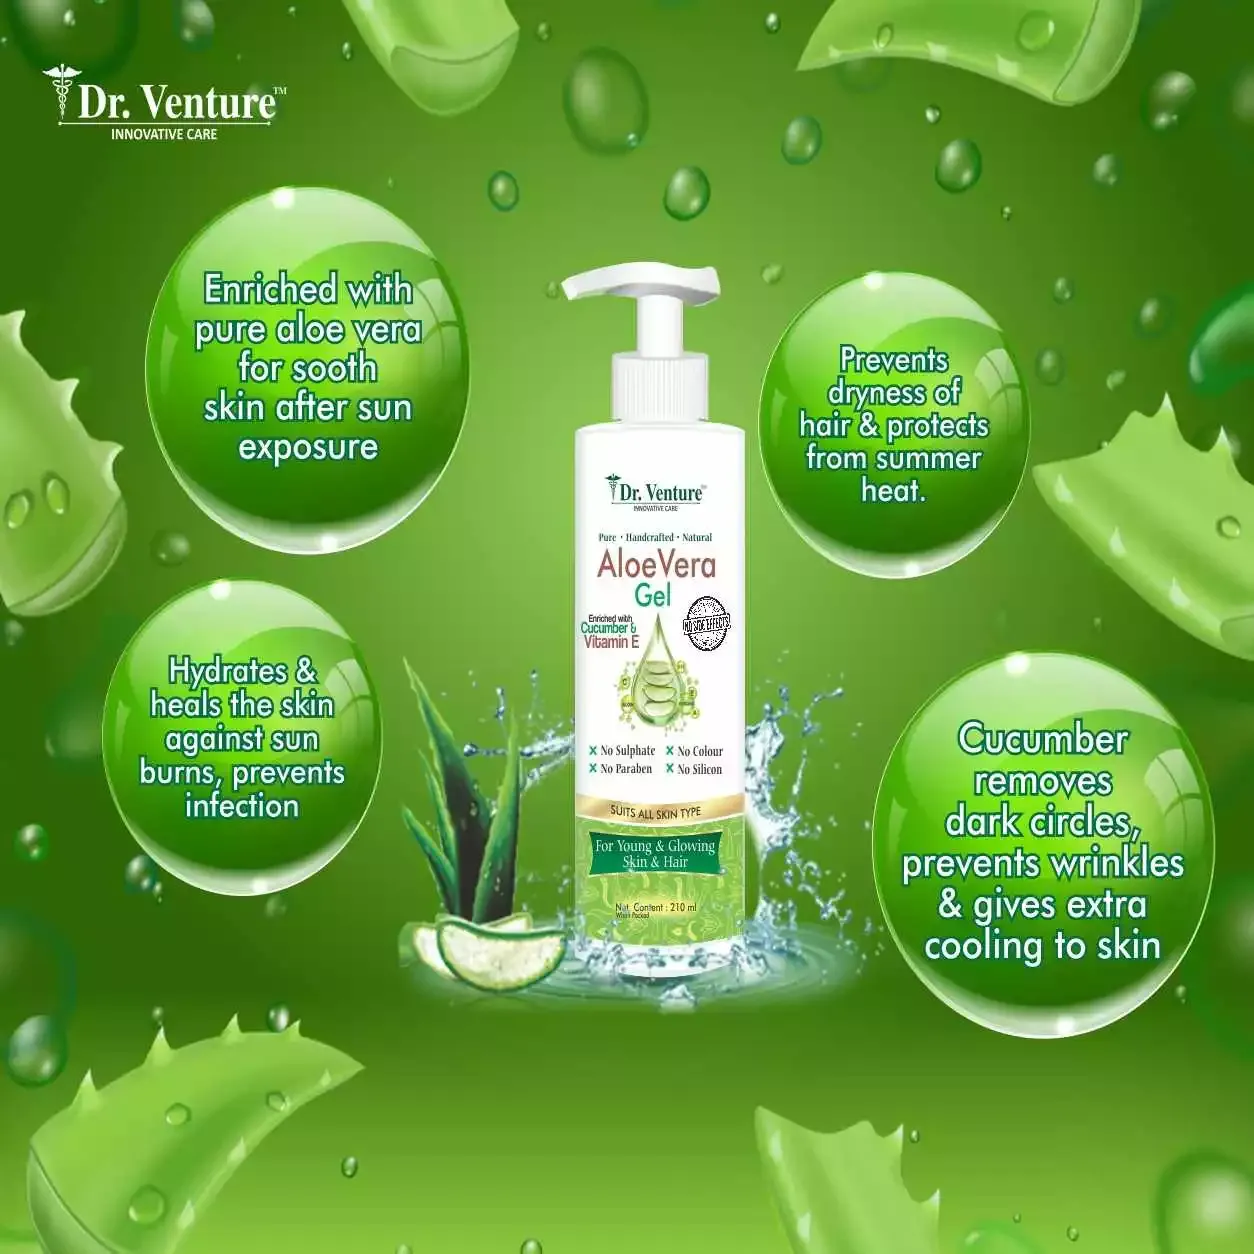 Dr. Venture™
INNOVATIVE CARE
Enriched with
pure aloe vera
for sooth
skin after sun
exposure
Prevents
dryness of
hair & protects
from summer
heat.
Hydrates &
heals the skin
against sun
burns, prevents
infection
Cucumber
removes
dark circles,
prevents wrinkles
& gives extra
cooling to skin
Dr. Venture
INNOVATIVE CARE
Pure • Handcrafted • Natural
AloeVera
Gel
Enriched with
Cucumber &
Vitamin E
NO SIDE EFFECTS
× No Sulphate × No Colour
× No Paraben × No Silicon
SUITS ALL SKIN TYPE
For Young & Glowing
Skin & Hair
Net. Content : 210 ml
When Packed